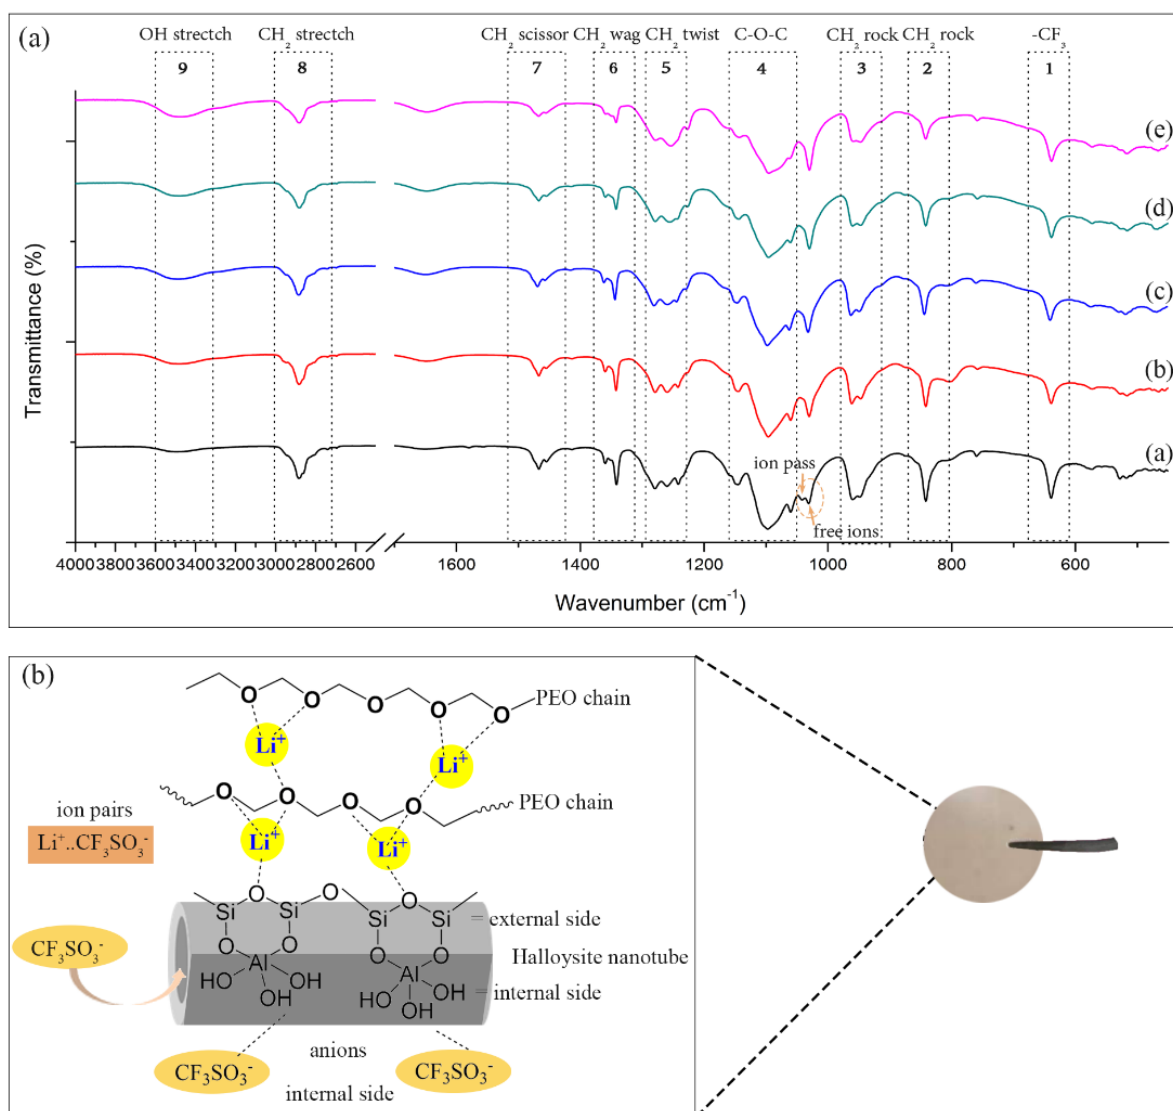 (a)
OH strectch
CH2 strectch
CH2 scissor
CH2 wag
CH2 twist
C-O-C
CH2 rock
CH2 rock
-CF3
9
8
7
6
5
4
3
2
1
(e)
(d)
(c)
(b)
(a)
ion pass
free ions
Transmittance (%)
4000 3800 3600 3400 3200 3000 2800 2600
1600 1400 1200 1000 800 600
Wavenumber (cm-1)
(b)
O O O O O
PEO chain
Li+
Li+
O O O O
PEO chain
ion pairs
Li+..CF3SO3-
Li+
Li+
O O O
Si Si Si Si
= external side
O O O O
CF3SO3-
Halloysite nanotube
Al Al
HO OH HO OH
= internal side
OH OH
anions
CF3SO3-
CF3SO3-
internal side